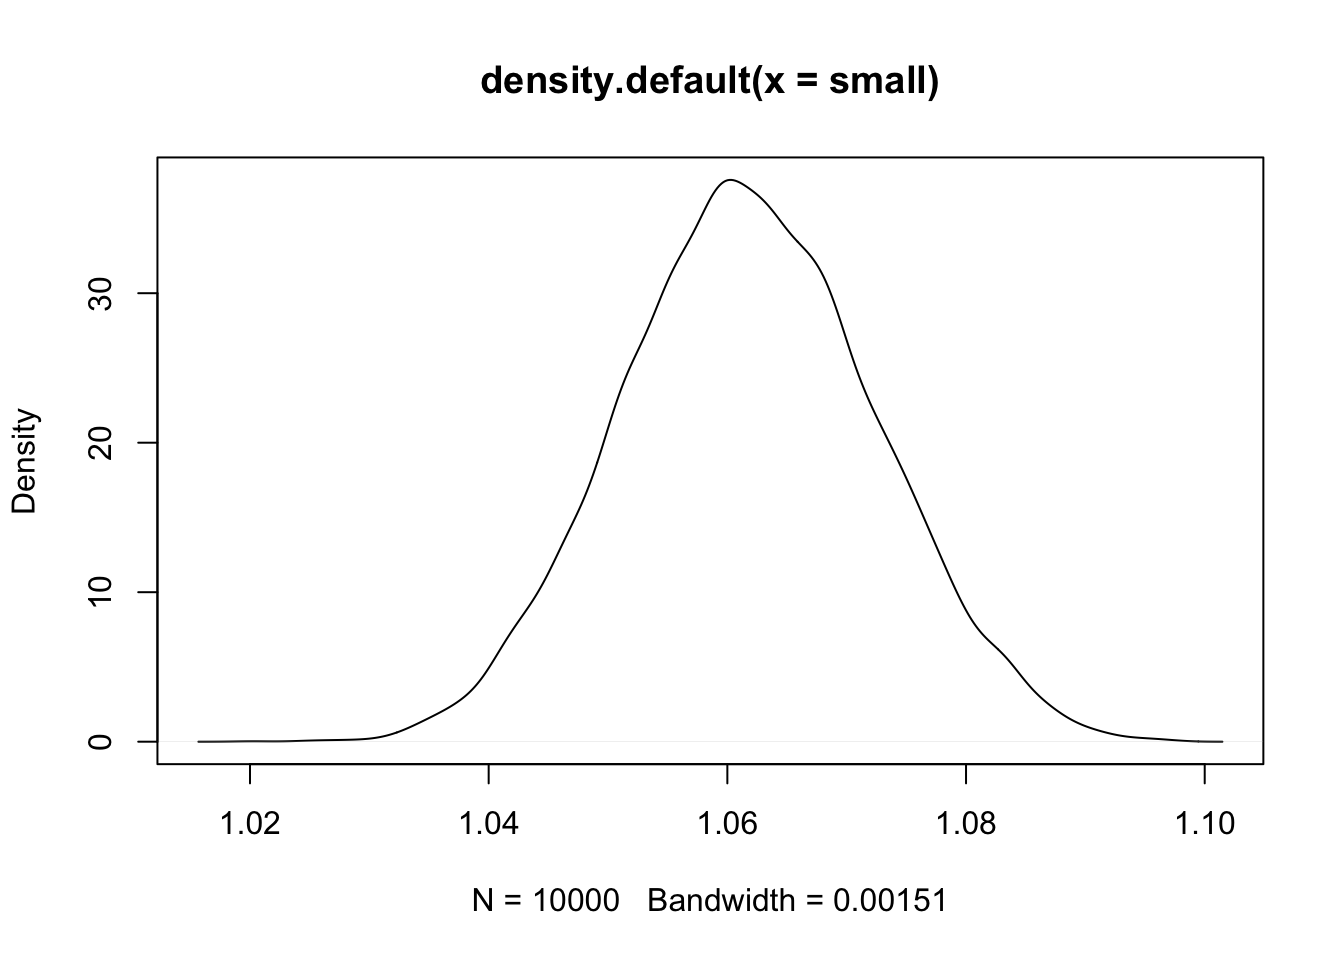 density.default(x = small)
Density
30
20
10
0
1.02 1.04 1.06 1.08 1.10
N = 10000 Bandwidth = 0.00151